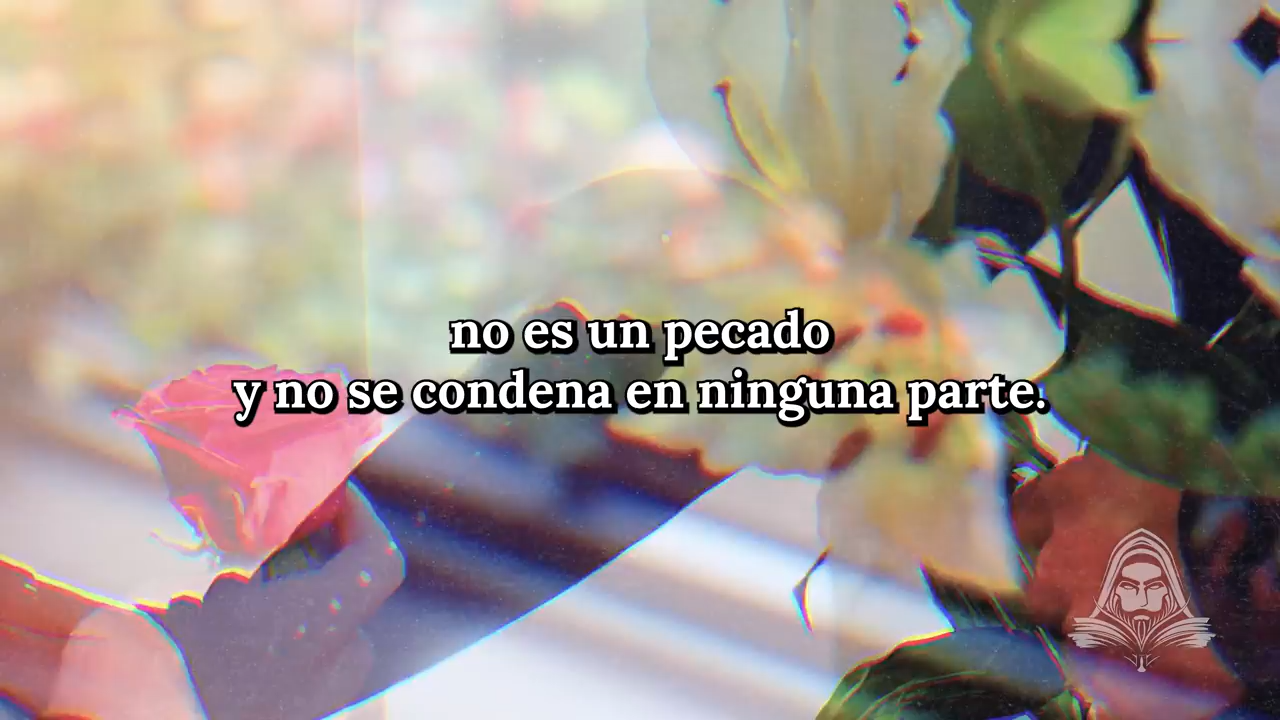 no es un pecado
y no se condena en ninguna parte.